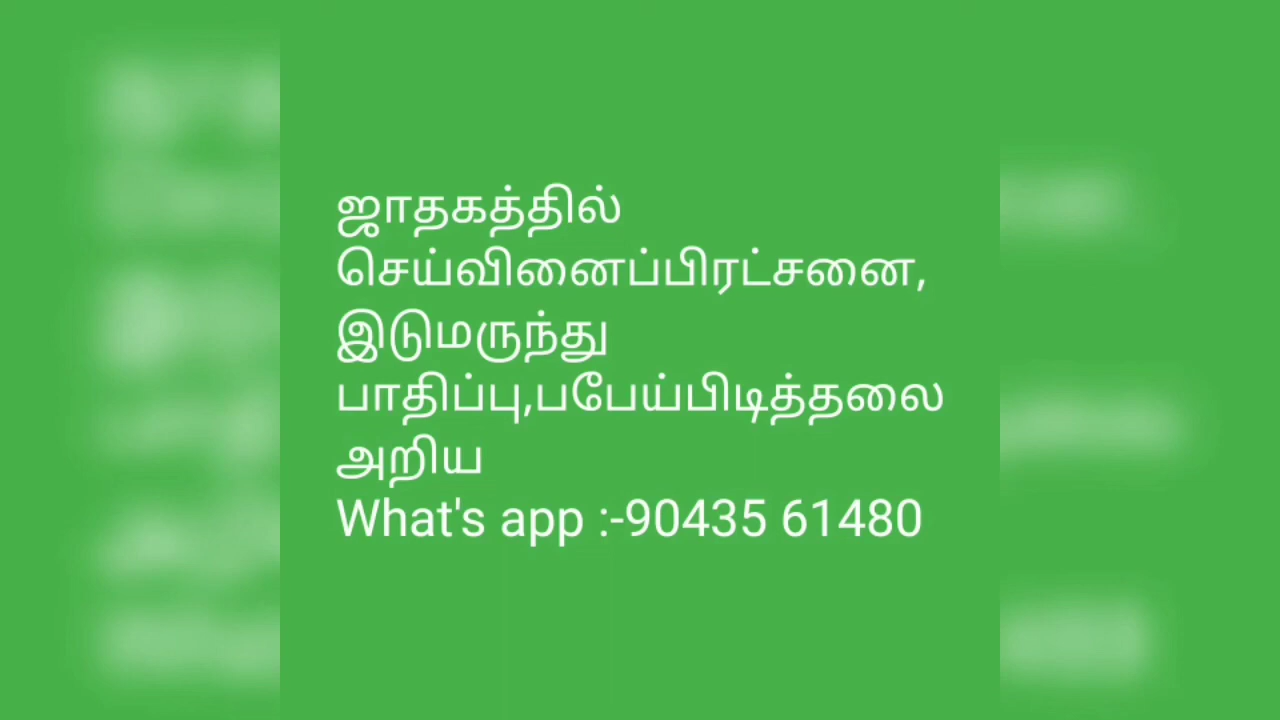 ஜாதகத்தில்
செய்வினைப்பிரட்சனை,
இடுமருந்து
பாதிப்பு,பபேய்பிடித்தலை
அறிய
What's app :-90435 61480